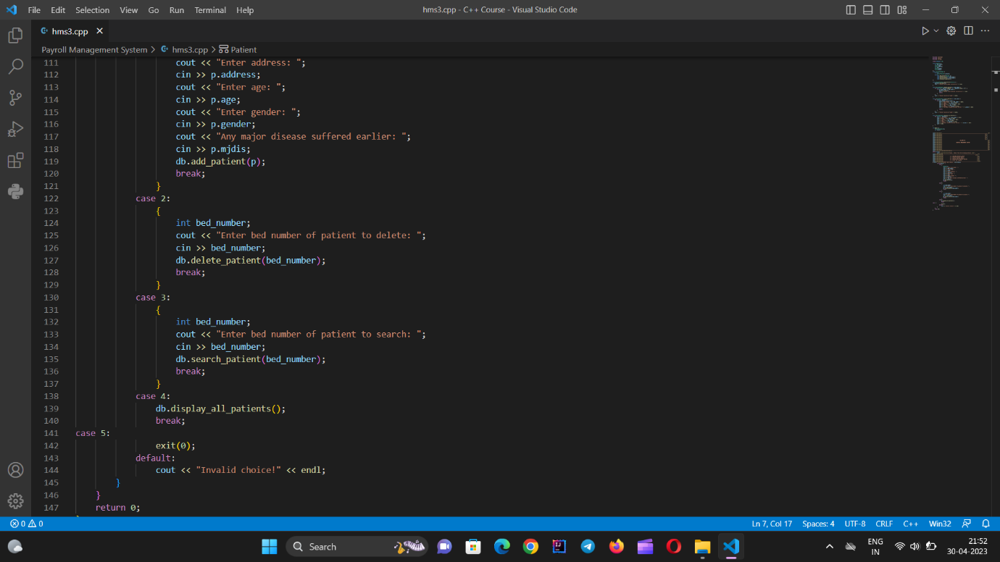 File Edit Selection View Go Run Terminal Help hms3.cpp - C++ Course - Visual Studio Code
hms3.cpp
Payroll Management System > hms3.cpp > Patient
111 cout << "Enter address: ";
112 cin >> p.address;
113 cout << "Enter age: ";
114 cin >> p.age;
115 cout << "Enter gender: ";
116 cin >> p.gender;
117 cout << "Any major disease suffered earlier: ";
118 cin >> p.mjdis;
119 db.add_patient(p);
120 break;
121 }
122 case 2:
123 {
124 int bed_number;
125 cout << "Enter bed number of patient to delete: ";
126 cin >> bed_number;
127 db.delete_patient(bed_number);
128 break;
129 }
130 case 3:
131 {
132 int bed_number;
133 cout << "Enter bed number of patient to search: ";
134 cin >> bed_number;
135 db.search_patient(bed_number);
136 break;
137 }
138 case 4:
139 db.display_all_patients();
140 break;
141 case 5:
142 exit(0);
143 default:
144 cout << "Invalid choice!" << endl;
145 }
146 }
147 return 0;
0 0 Ln 7, Col 17 Spaces: 4 UTF-8 CRLF C++ Win32
Search ENG 21:52
IN 30-04-2023